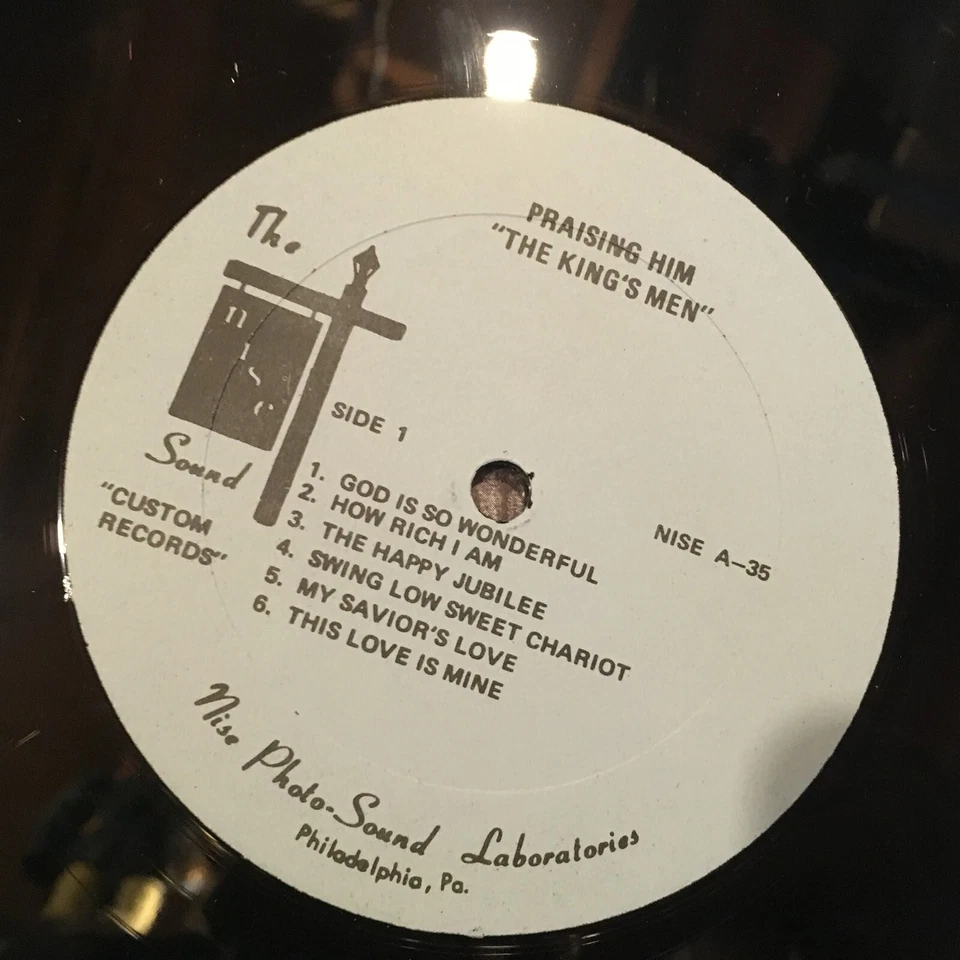 PRAISING HIM
“THE KING'S MEN”
The
nise
Sound
“CUSTOM
RECORDS”
SIDE 1
1. GOD IS SO WONDERFUL
2. HOW RICH I AM
3. THE HAPPY JUBILEE
4. SWING LOW SWEET CHARIOT
5. MY SAVIOR'S LOVE
6. THIS LOVE IS MINE
NISE A-35
Nise Photo-Sound Laboratories
Philadelphia, Pa.